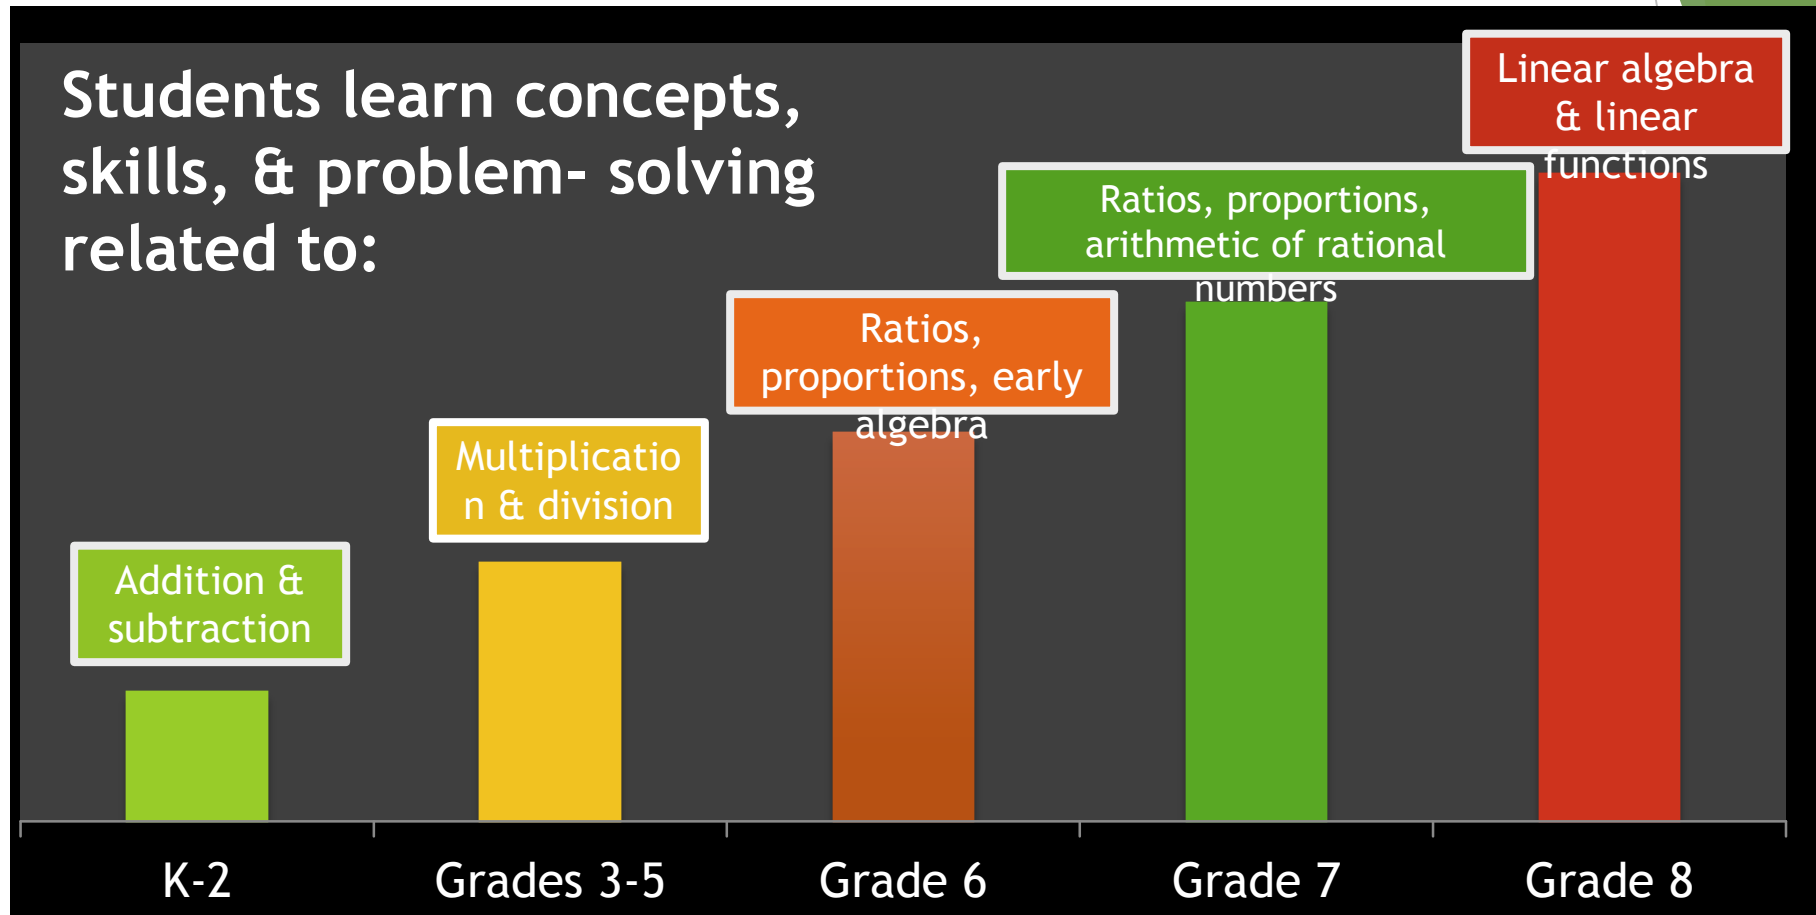 Students learn concepts,
skills, & problem- solving
related to:
Linear algebra
& linear
functions
Ratios, proportions,
arithmetic of rational
numbers
Ratios,
proportions, early
algebra
Multiplicatio
n & division
Addition &
subtraction
K-2
Grades 3-5
Grade 6
Grade 7
Grade 8